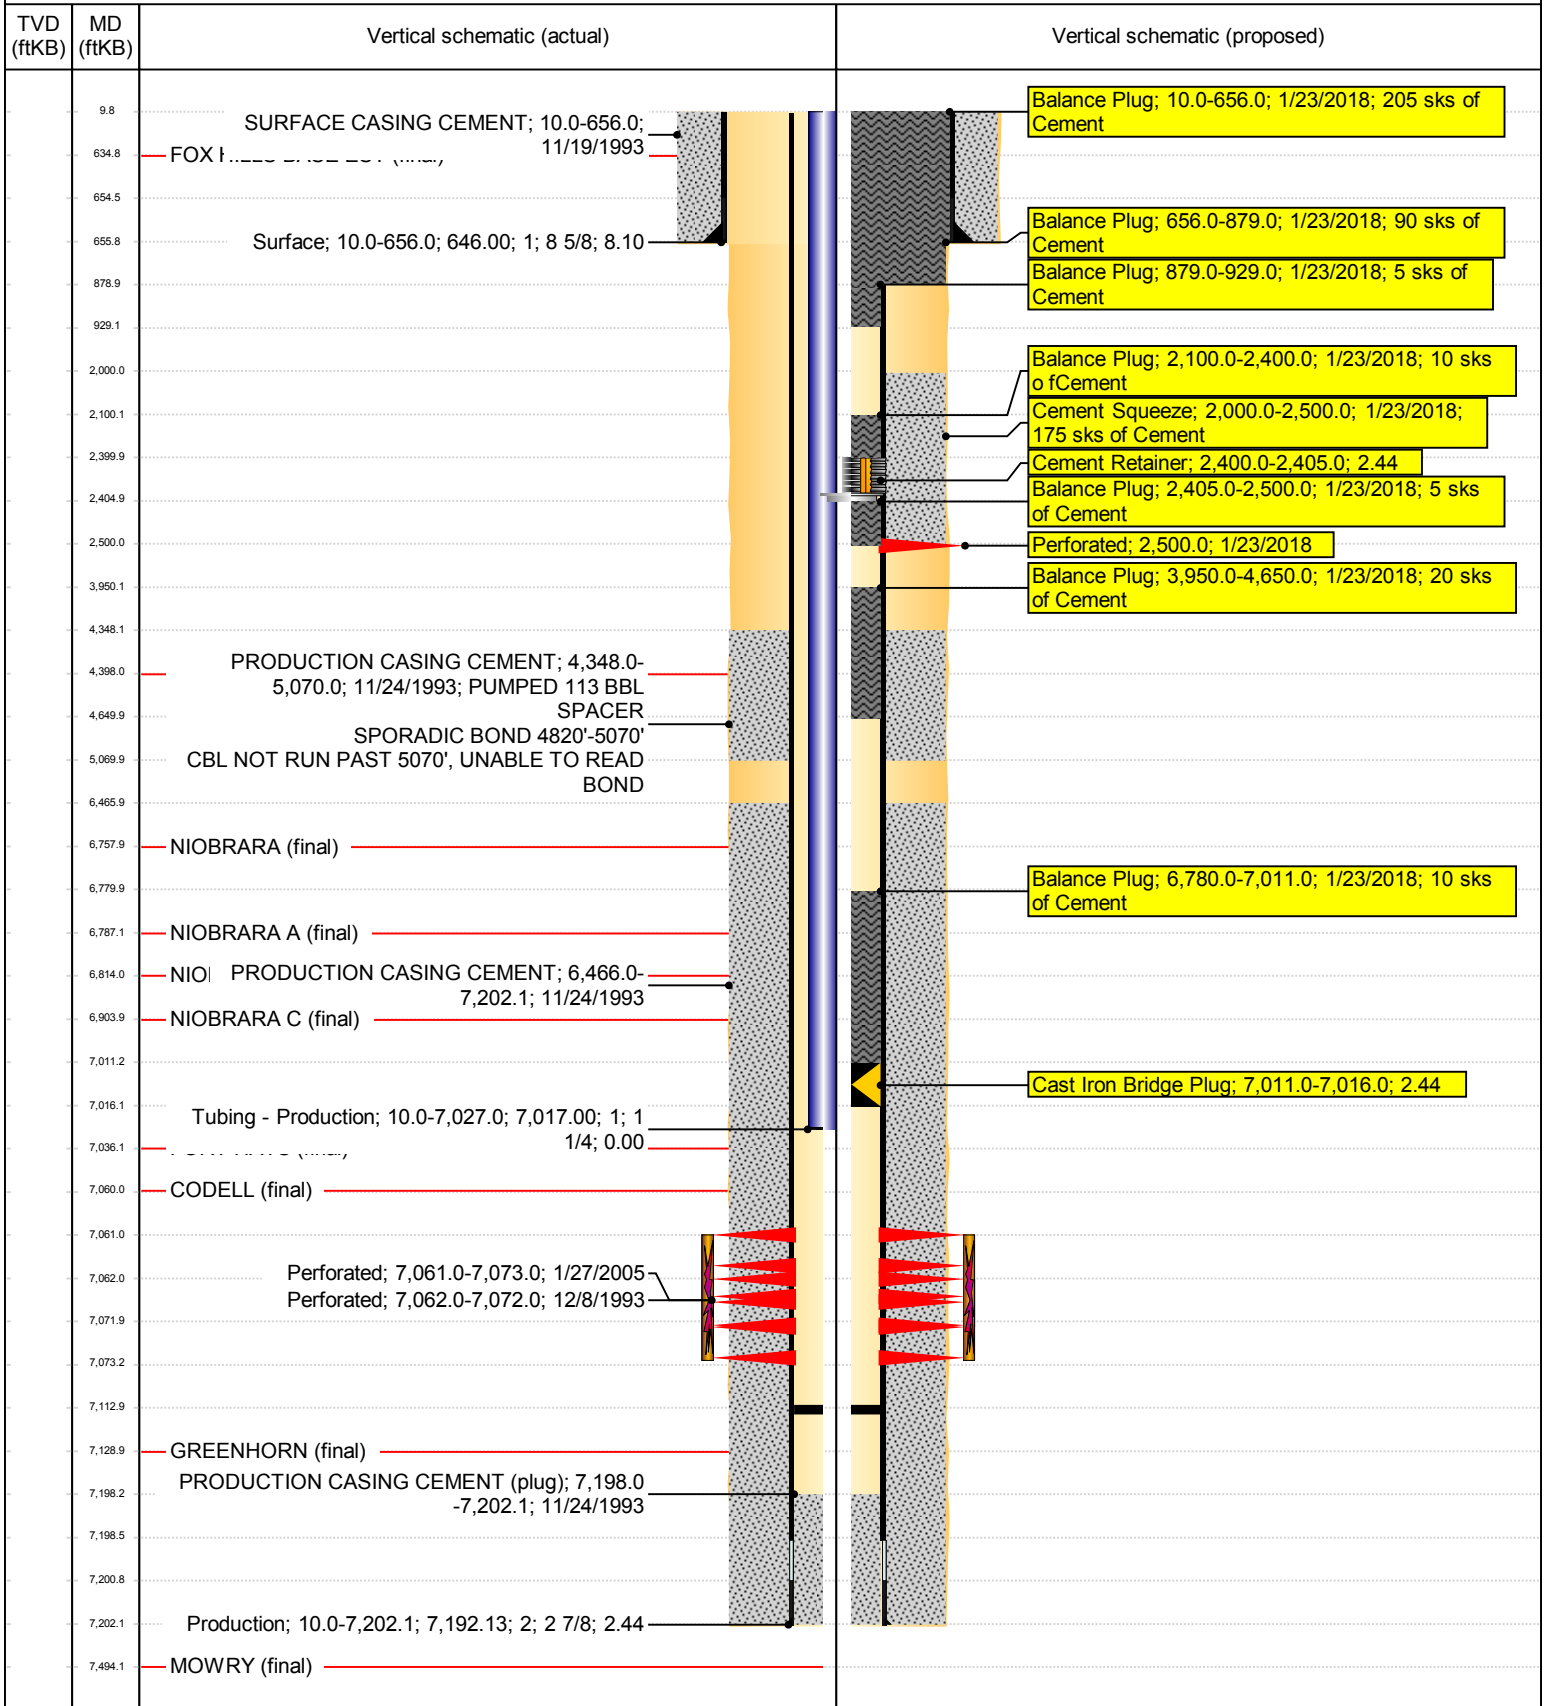 TVD
(ftKB)
MD
(ftKB)
Vertical schematic (actual)
Vertical schematic (proposed)
9.8
634.8
654.5
655.8
878.9
929.1
2,000.0
2,100.1
2,399.9
2,404.9
2,500.0
3,950.1
4,348.1
4,398.0
4,649.9
5,069.9
6,465.9
6,757.9
6,779.9
6,787.1
6,814.0
6,903.9
7,011.2
7,016.1
7,036.1
7,060.0
7,061.0
7,062.0
7,071.9
7,073.2
7,112.9
7,128.9
7,198.2
7,198.5
7,200.8
7,202.1
7,494.1
SURFACE CASING CEMENT; 10.0-656.0;
11/19/1993
FOX
Surface; 10.0-656.0; 646.00; 1; 8 5/8; 8.10
PRODUCTION CASING CEMENT; 4,348.0-
5,070.0; 11/24/1993; PUMPED 113 BBL
SPACER
SPORADIC BOND 4820'-5070'
CBL NOT RUN PAST 5070', UNABLE TO READ
BOND
NIOBRARA (final)
NIOBRARA A (final)
PRODUCTION CASING CEMENT; 6,466.0-
7,202.1; 11/24/1993
NIOBRARA C (final)
Tubing - Production; 10.0-7,027.0; 7,017.00; 1; 1
1/4; 0.00
CODELL (final)
Perforated; 7,061.0-7,073.0; 1/27/2005
Perforated; 7,062.0-7,072.0; 12/8/1993
GREENHORN (final)
PRODUCTION CASING CEMENT (plug); 7,198.0
-7,202.1; 11/24/1993
Production; 10.0-7,202.1; 7,192.13; 2; 2 7/8; 2.44
MOWRY (final)
Balance Plug; 10.0-656.0; 1/23/2018; 205 sks of
Cement
Balance Plug; 656.0-879.0; 1/23/2018; 90 sks of
Cement
Balance Plug; 879.0-929.0; 1/23/2018; 5 sks of
Cement
Balance Plug; 2,100.0-2,400.0; 1/23/2018; 10 sks
o fCement
Cement Squeeze; 2,000.0-2,500.0; 1/23/2018;
175 sks of Cement
Cement Retainer; 2,400.0-2,405.0; 2.44
Balance Plug; 2,405.0-2,500.0; 1/23/2018; 5 sks
of Cement
Perforated; 2,500.0; 1/23/2018
Balance Plug; 3,950.0-4,650.0; 1/23/2018; 20 sks
of Cement
Balance Plug; 6,780.0-7,011.0; 1/23/2018; 10 sks
of Cement
Cast Iron Bridge Plug; 7,011.0-7,016.0; 2.44